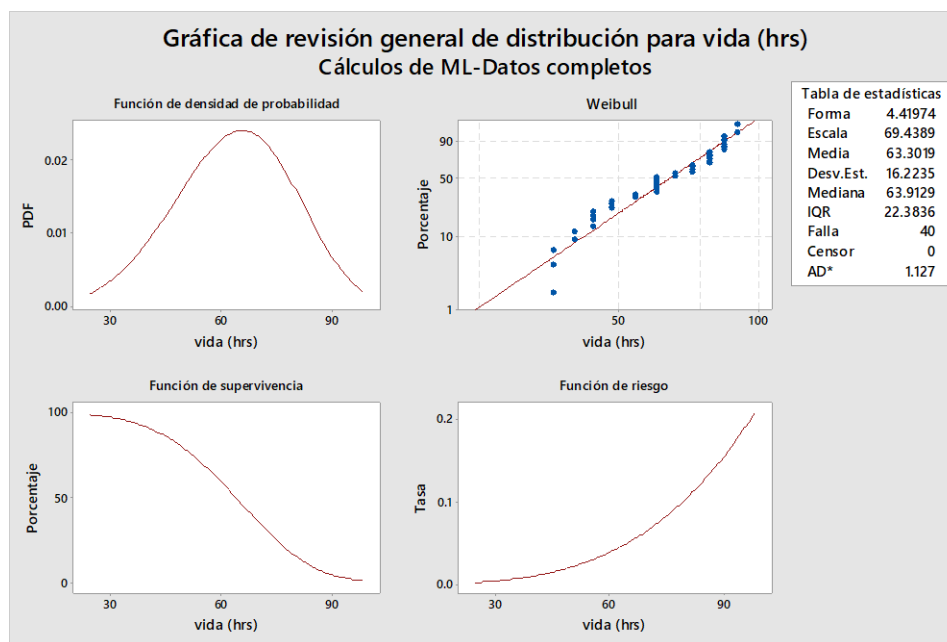 Gráfica de revisión general de distribución para vida (hrs)
Cálculos de ML-Datos completos
Función de densidad de probabilidad
PDF
0.02
0.01
0.00
30 60 90
vida (hrs)
Weibull
Porcentaje
90
50
10
1
50 100
vida (hrs)
Tabla de estadísticas
Forma 4.41974
Escala 69.4389
Media 63.3019
Desv.Est. 16.2235
Mediana 63.9129
IQR 22.3836
Falla 40
Censor 0
AD* 1.127
Función de supervivencia
Porcentaje
100
50
0
30 60 90
vida (hrs)
Función de riesgo
Tasa
0.2
0.1
0.0
30 60 90
vida (hrs)